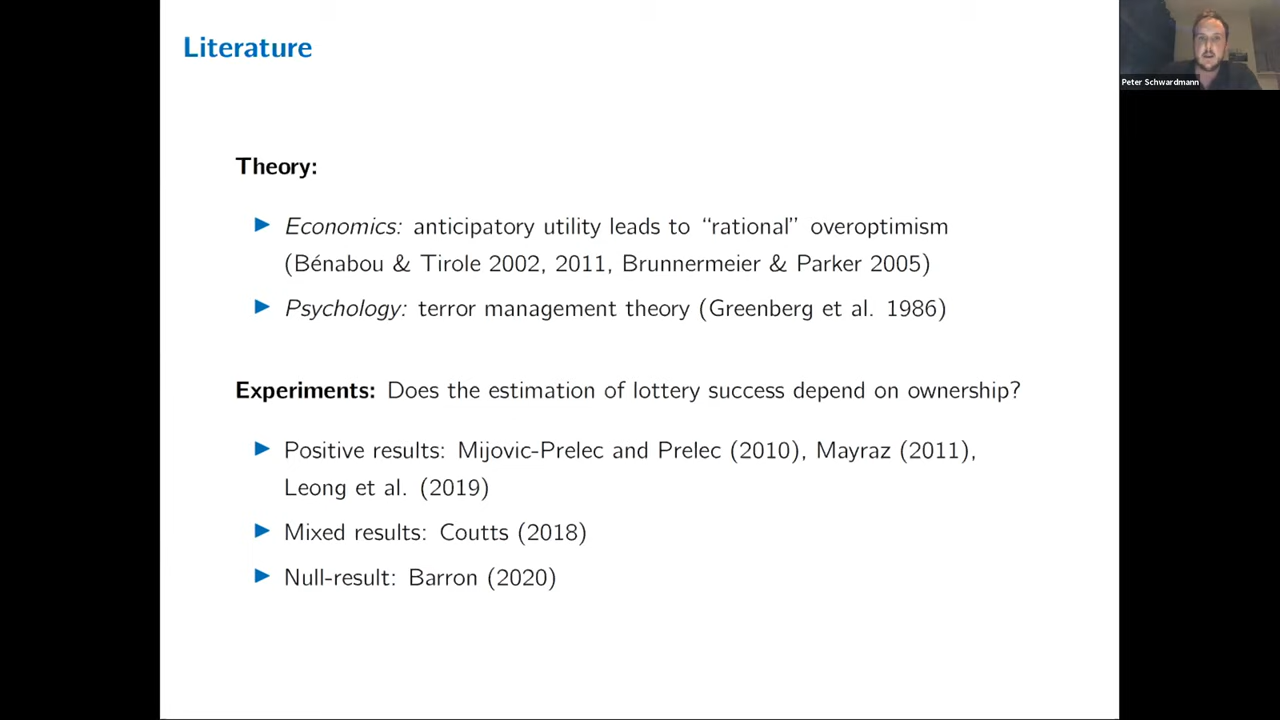 Literature
Peter Schwardmann
Theory:
▶ Economics: anticipatory utility leads to “rational” overoptimism
(Bénabou & Tirole 2002, 2011, Brunnermeier & Parker 2005)
▶ Psychology: terror management theory (Greenberg et al. 1986)
Experiments: Does the estimation of lottery success depend on ownership?
▶ Positive results: Mijovic-Prelec and Prelec (2010), Mayraz (2011),
Leong et al. (2019)
▶ Mixed results: Coutts (2018)
▶ Null-result: Barron (2020)